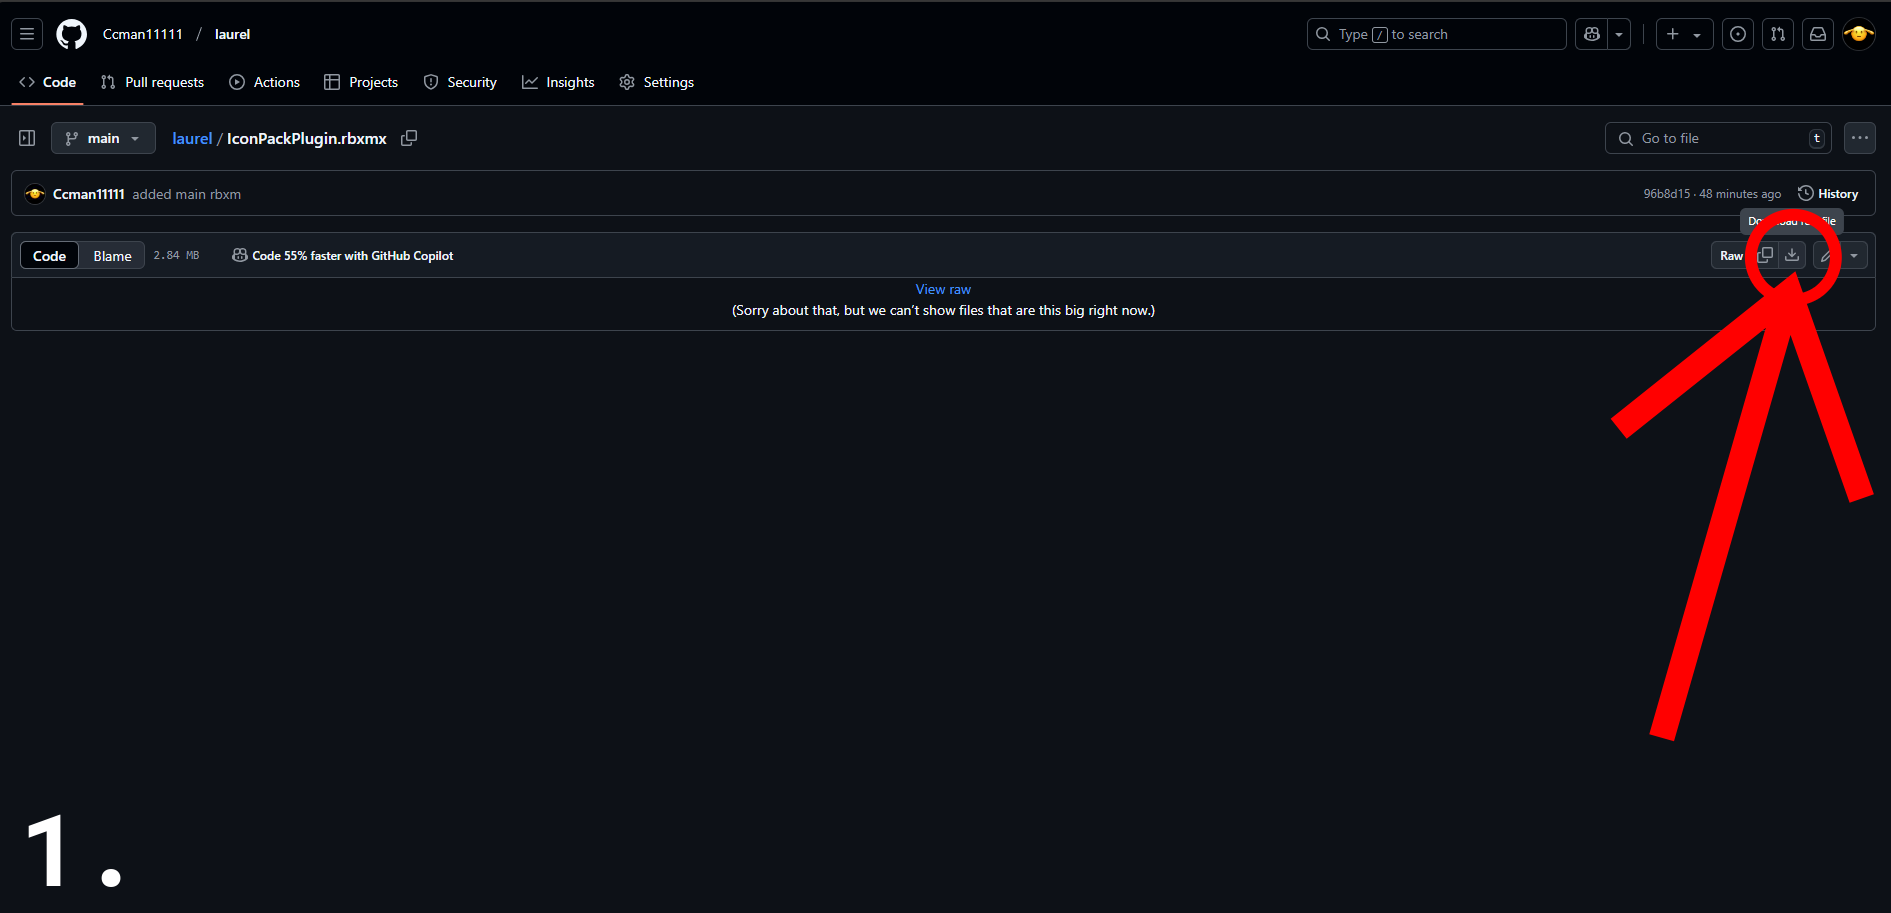 Ccman11111 / laurel
Type / to search
Code Pull requests Actions Projects Security Insights Settings
main
laurel / IconPackPlugin.rbxmx
Go to file t
Ccman11111 added main rbxm
96b8d15 · 48 minutes ago History
file
Code Blame 2.84 MB Code 55% faster with GitHub Copilot
Raw
View raw
(Sorry about that, but we can’t show files that are this big right now.)
1.